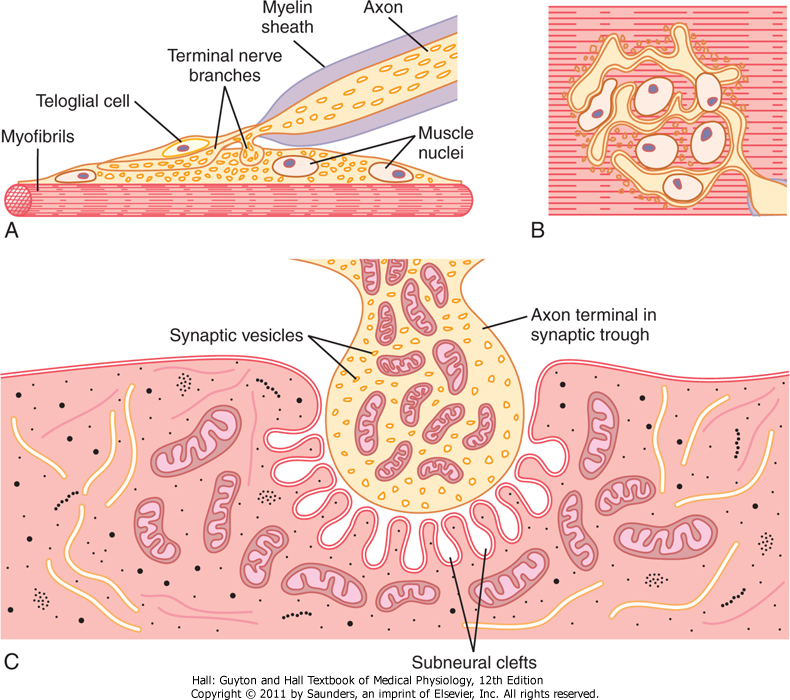 Myelin
sheath
Axon
Terminal nerve
branches
Teloglial cell
Myofibrils
Muscle
nuclei
A
B
Synaptic vesicles
Axon terminal in
synaptic trough
C
Subneural clefts
Hall: Guyton and Hall Textbook of Medical Physiology, 12th Edition
Copyright © 2011 by Saunders, an imprint of Elsevier, Inc. All rights reserved.